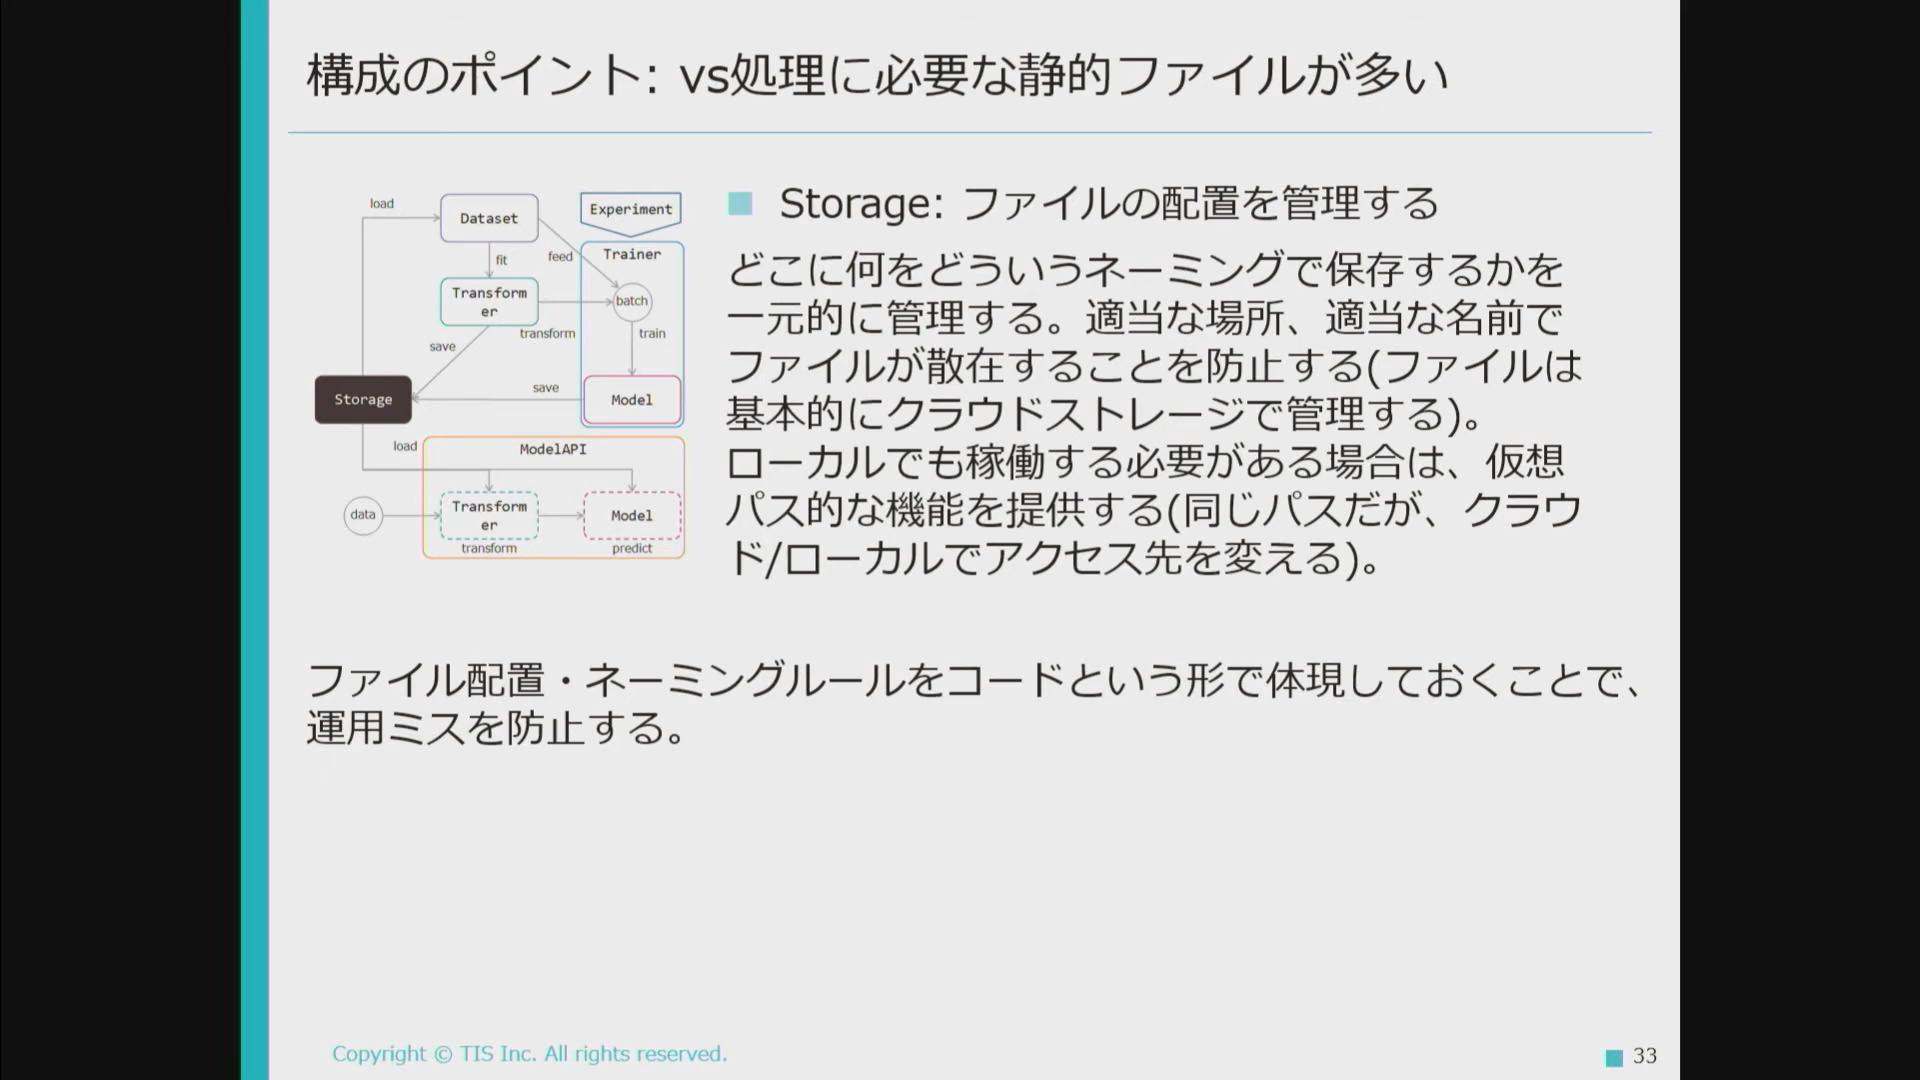 構成のポイント: vs処理に必要な静的ファイルが多い
load
Dataset
Experiment
fit
feed
Trainer
Transform
er
batch
transform
train
save
save
Storage
Model
load
ModelAPI
data
Transform
er
Model
transform
predict
Storage: ファイルの配置を管理する
どこに何をどういうネーミングで保存するかを
一元的に管理する。適当な場所、適当な名前で
ファイルが散在することを防止する(ファイルは
基本的にクラウドストレージで管理する)。
ローカルでも稼働する必要がある場合は、仮想
パス的な機能を提供する(同じパスだが、クラウ
ド/ローカルでアクセス先を変える)。
ファイル配置・ネーミングルールをコードという形で体現しておくことで、
運用ミスを防止する。
Copyright © TIS Inc. All rights reserved.
33